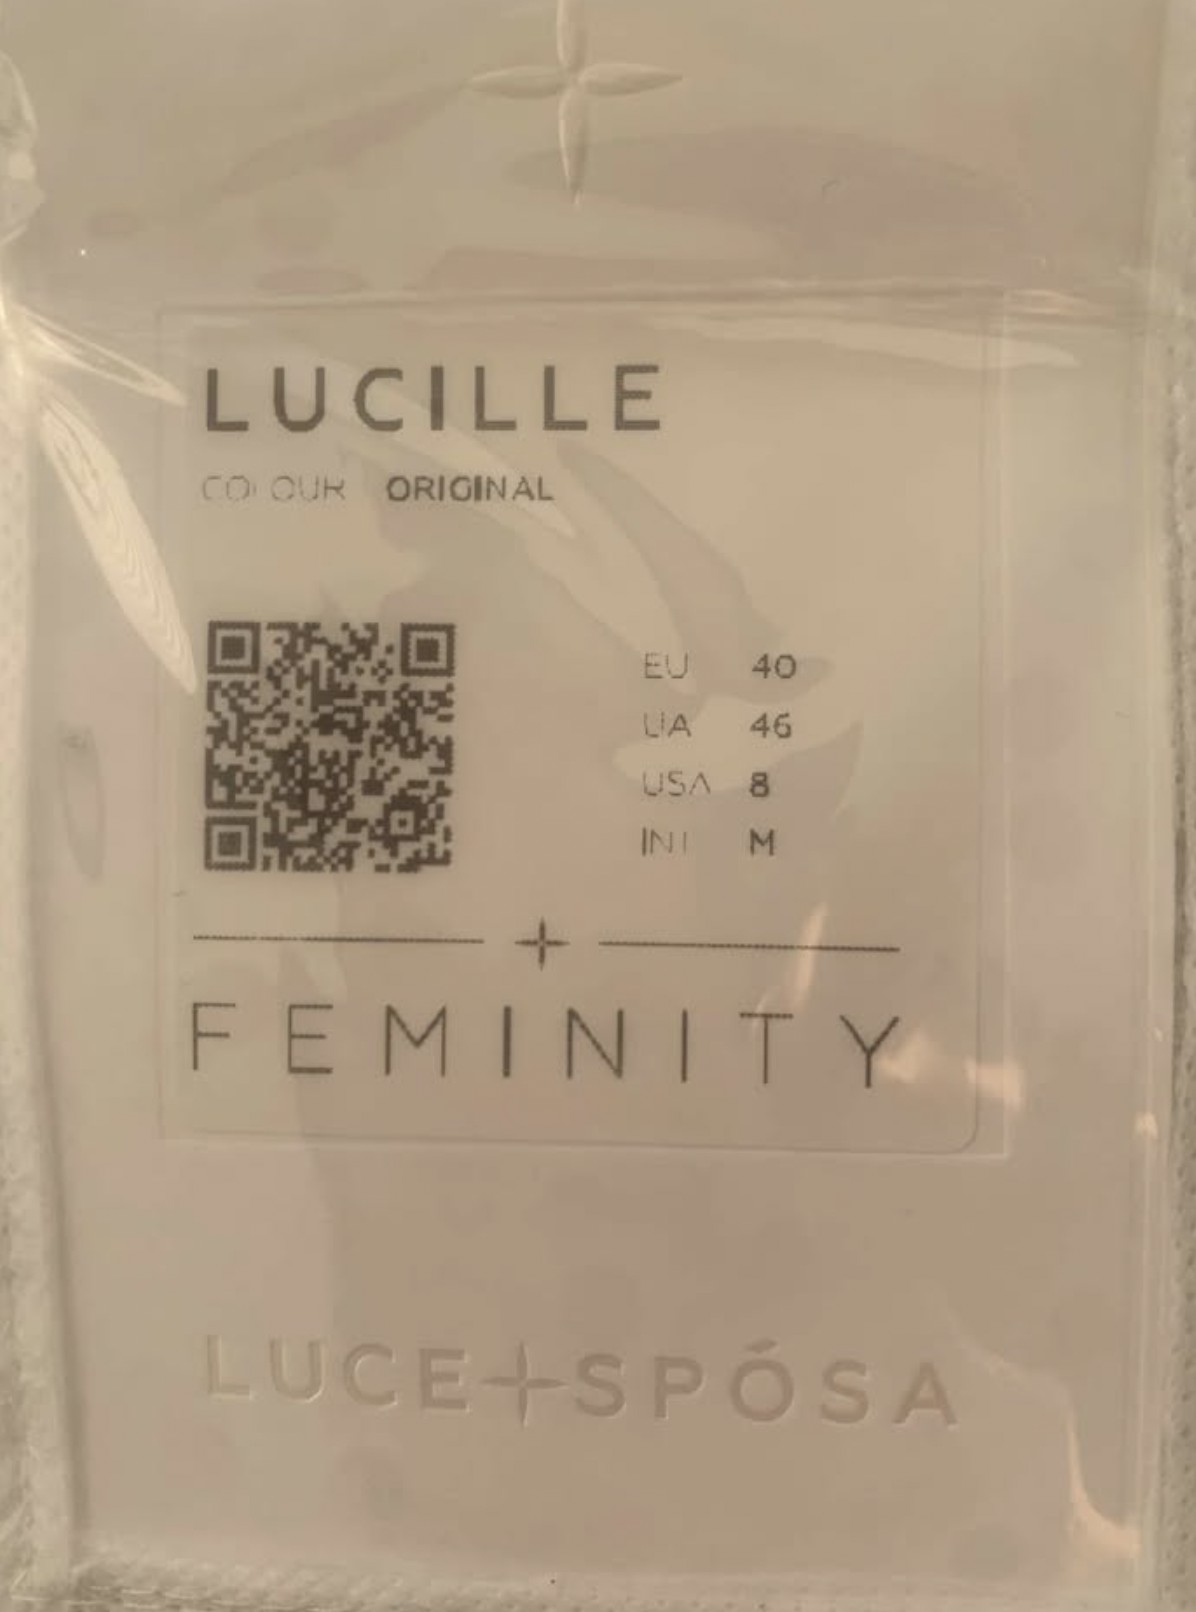 LUCILLE
COLOUR ORIGINAL
EU 40
UA 46
USA 8
INT M
FEMINITY
LUCE SPÓSA